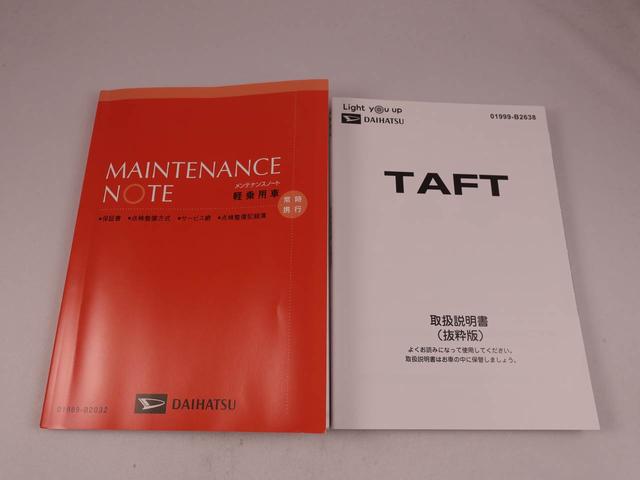 MAINTENANCE
NOTE
メンテナンスノート
軽乗用車
常時
携行
•保証書 •点検整備方式 •サービス網 •点検整備記録簿
01999-B2032
DAIHATSU
Light you up
DAIHATSU
01999-B2638
TAFT
取扱説明書
(抜粋版)
よくお読みになって使用してください。
取扱説明書はお車の中に保管しましょう。